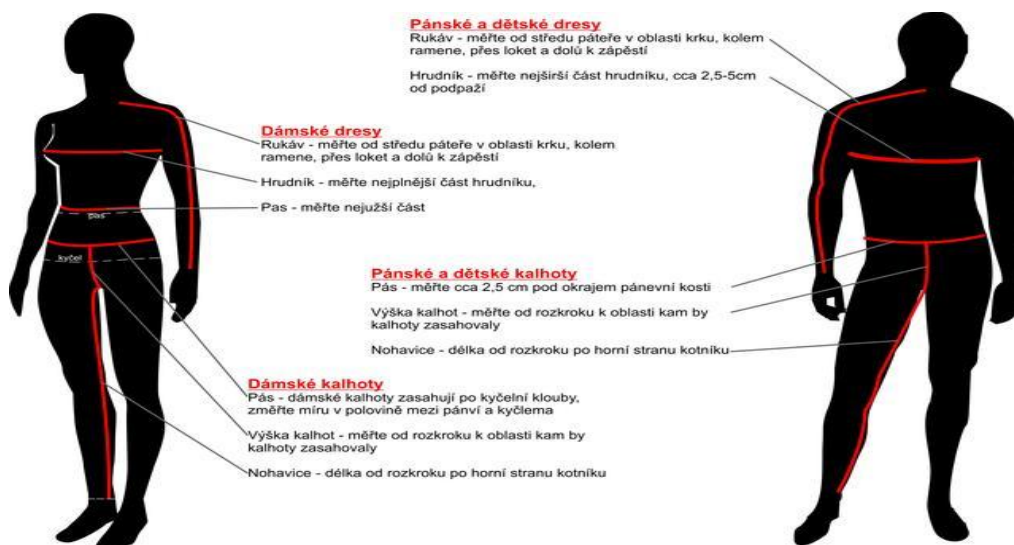 Pánské a dětské dresy
Rukáv - měřte od středu páteře v oblasti krku, kolem
ramene, přes loket a dolů k zápěstí
Hrudník - měřte nejširší část hrudníku, cca 2,5-5cm
od podpaží
Dámské dresy
Rukáv - měřte od středu páteře v oblasti krku, kolem
ramene, přes loket a dolů k zápěstí
Hrudník - měřte nejplnější část hrudníku,
Pas - měřte nejužší část
pas
kyčel
Pánské a dětské kalhoty
Pás - měřte cca 2,5 cm pod okrajem pánevní kosti
Výška kalhot - měřte od rozkroku k oblasti kam by
kalhoty zasahovaly
Nohavice - délka od rozkroku po horní stranu kotníku
Dámské kalhoty
Pás - dámské kalhoty zasahují po kyčelní klouby,
změřte míru v polovině mezi pánví a kyčlema
Výška kalhot - měřte od rozkroku k oblasti kam by
kalhoty zasahovaly
Nohavice - délka od rozkroku po horní stranu kotníku